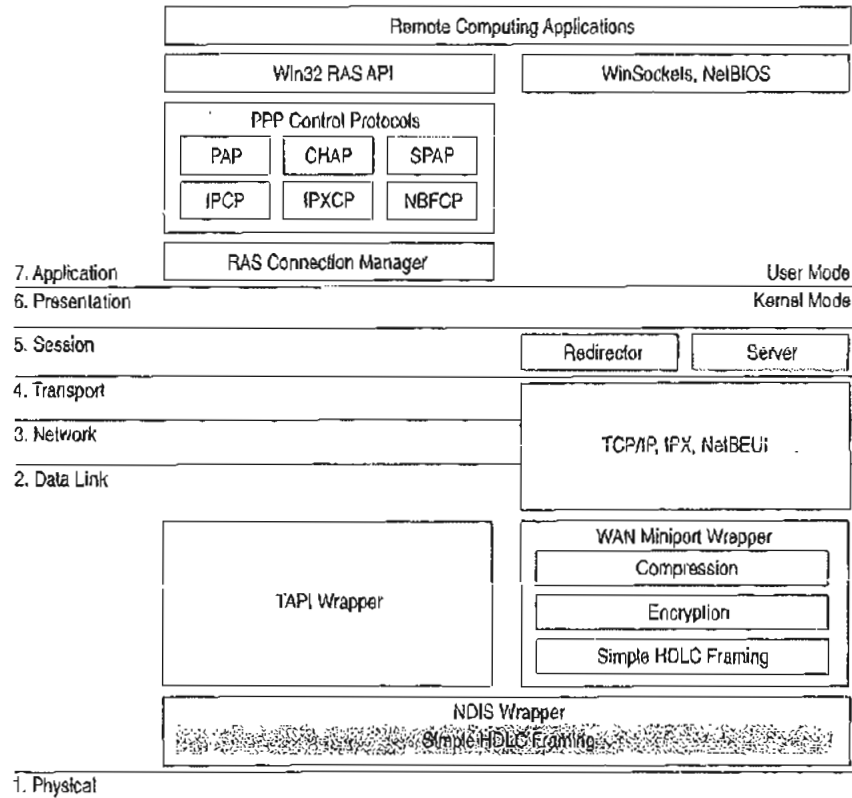 Remote Computing Applications
Win32 RAS API
WinSockets, NetBIOS
PPP Control Protocols
PAP
CHAP
SPAP
IPCP
IPXCP
NBFCP
RAS Connection Manager
7. Application
User Mode
6. Presentation
Kernel Mode
5. Session
Redirector
Server
4. Transport
3. Network
TCP/IP, IPX, NetBEUI
2. Data Link
WAN Miniport Wrapper
Compression
TAPI Wrapper
Encryption
Simple HDLC Framing
NDIS Wrapper
Simple HDLC Framing
1. Physical